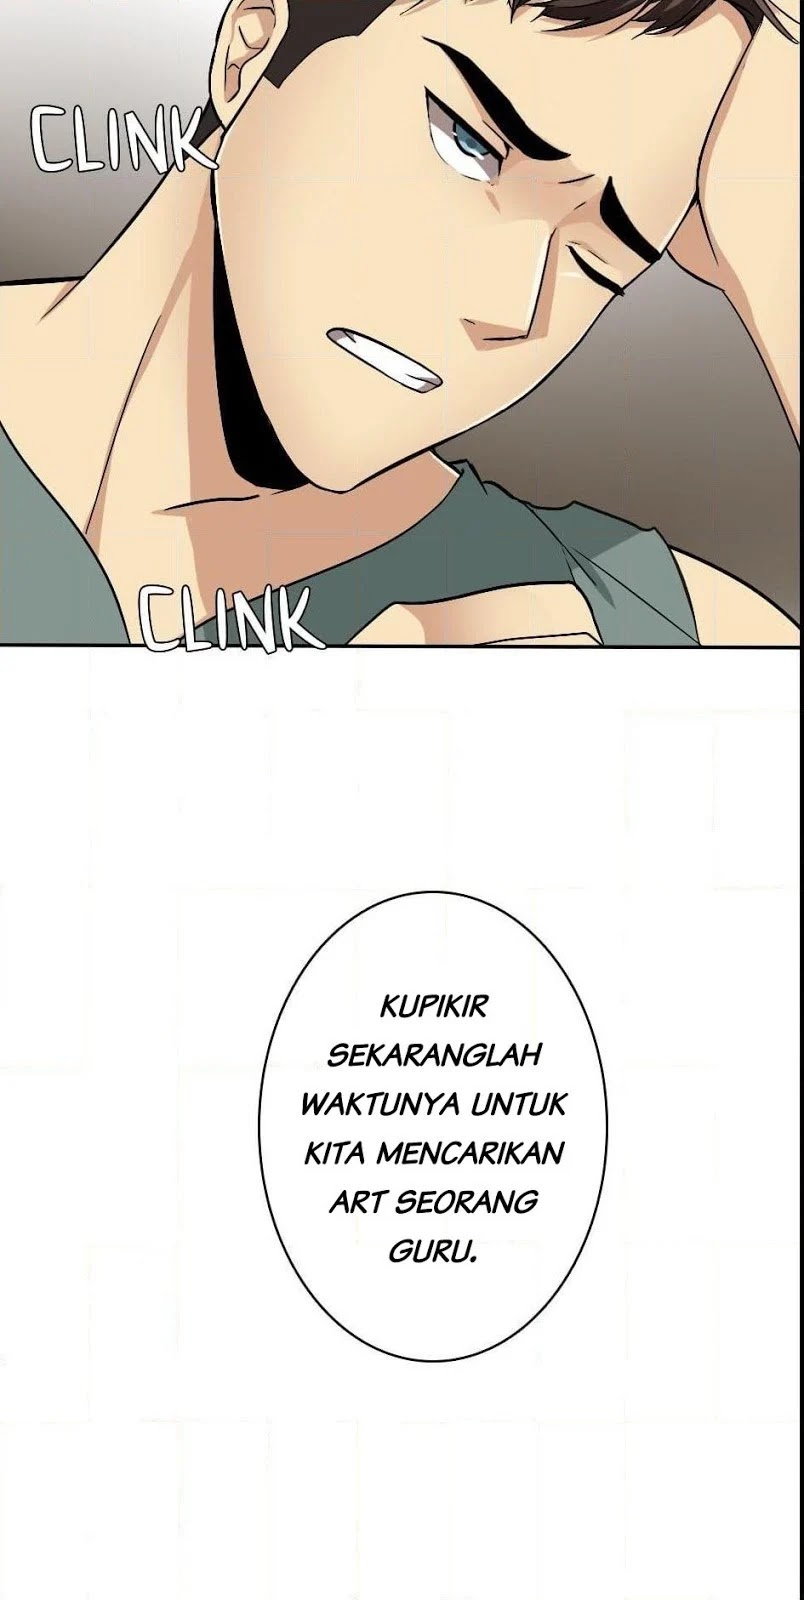 CLINK
CLINK
KUPIKIR
SEKARANGLAH
WAKTUNYA UNTUK
KITA MENCARIKAN
ART SEORANG
GURU.